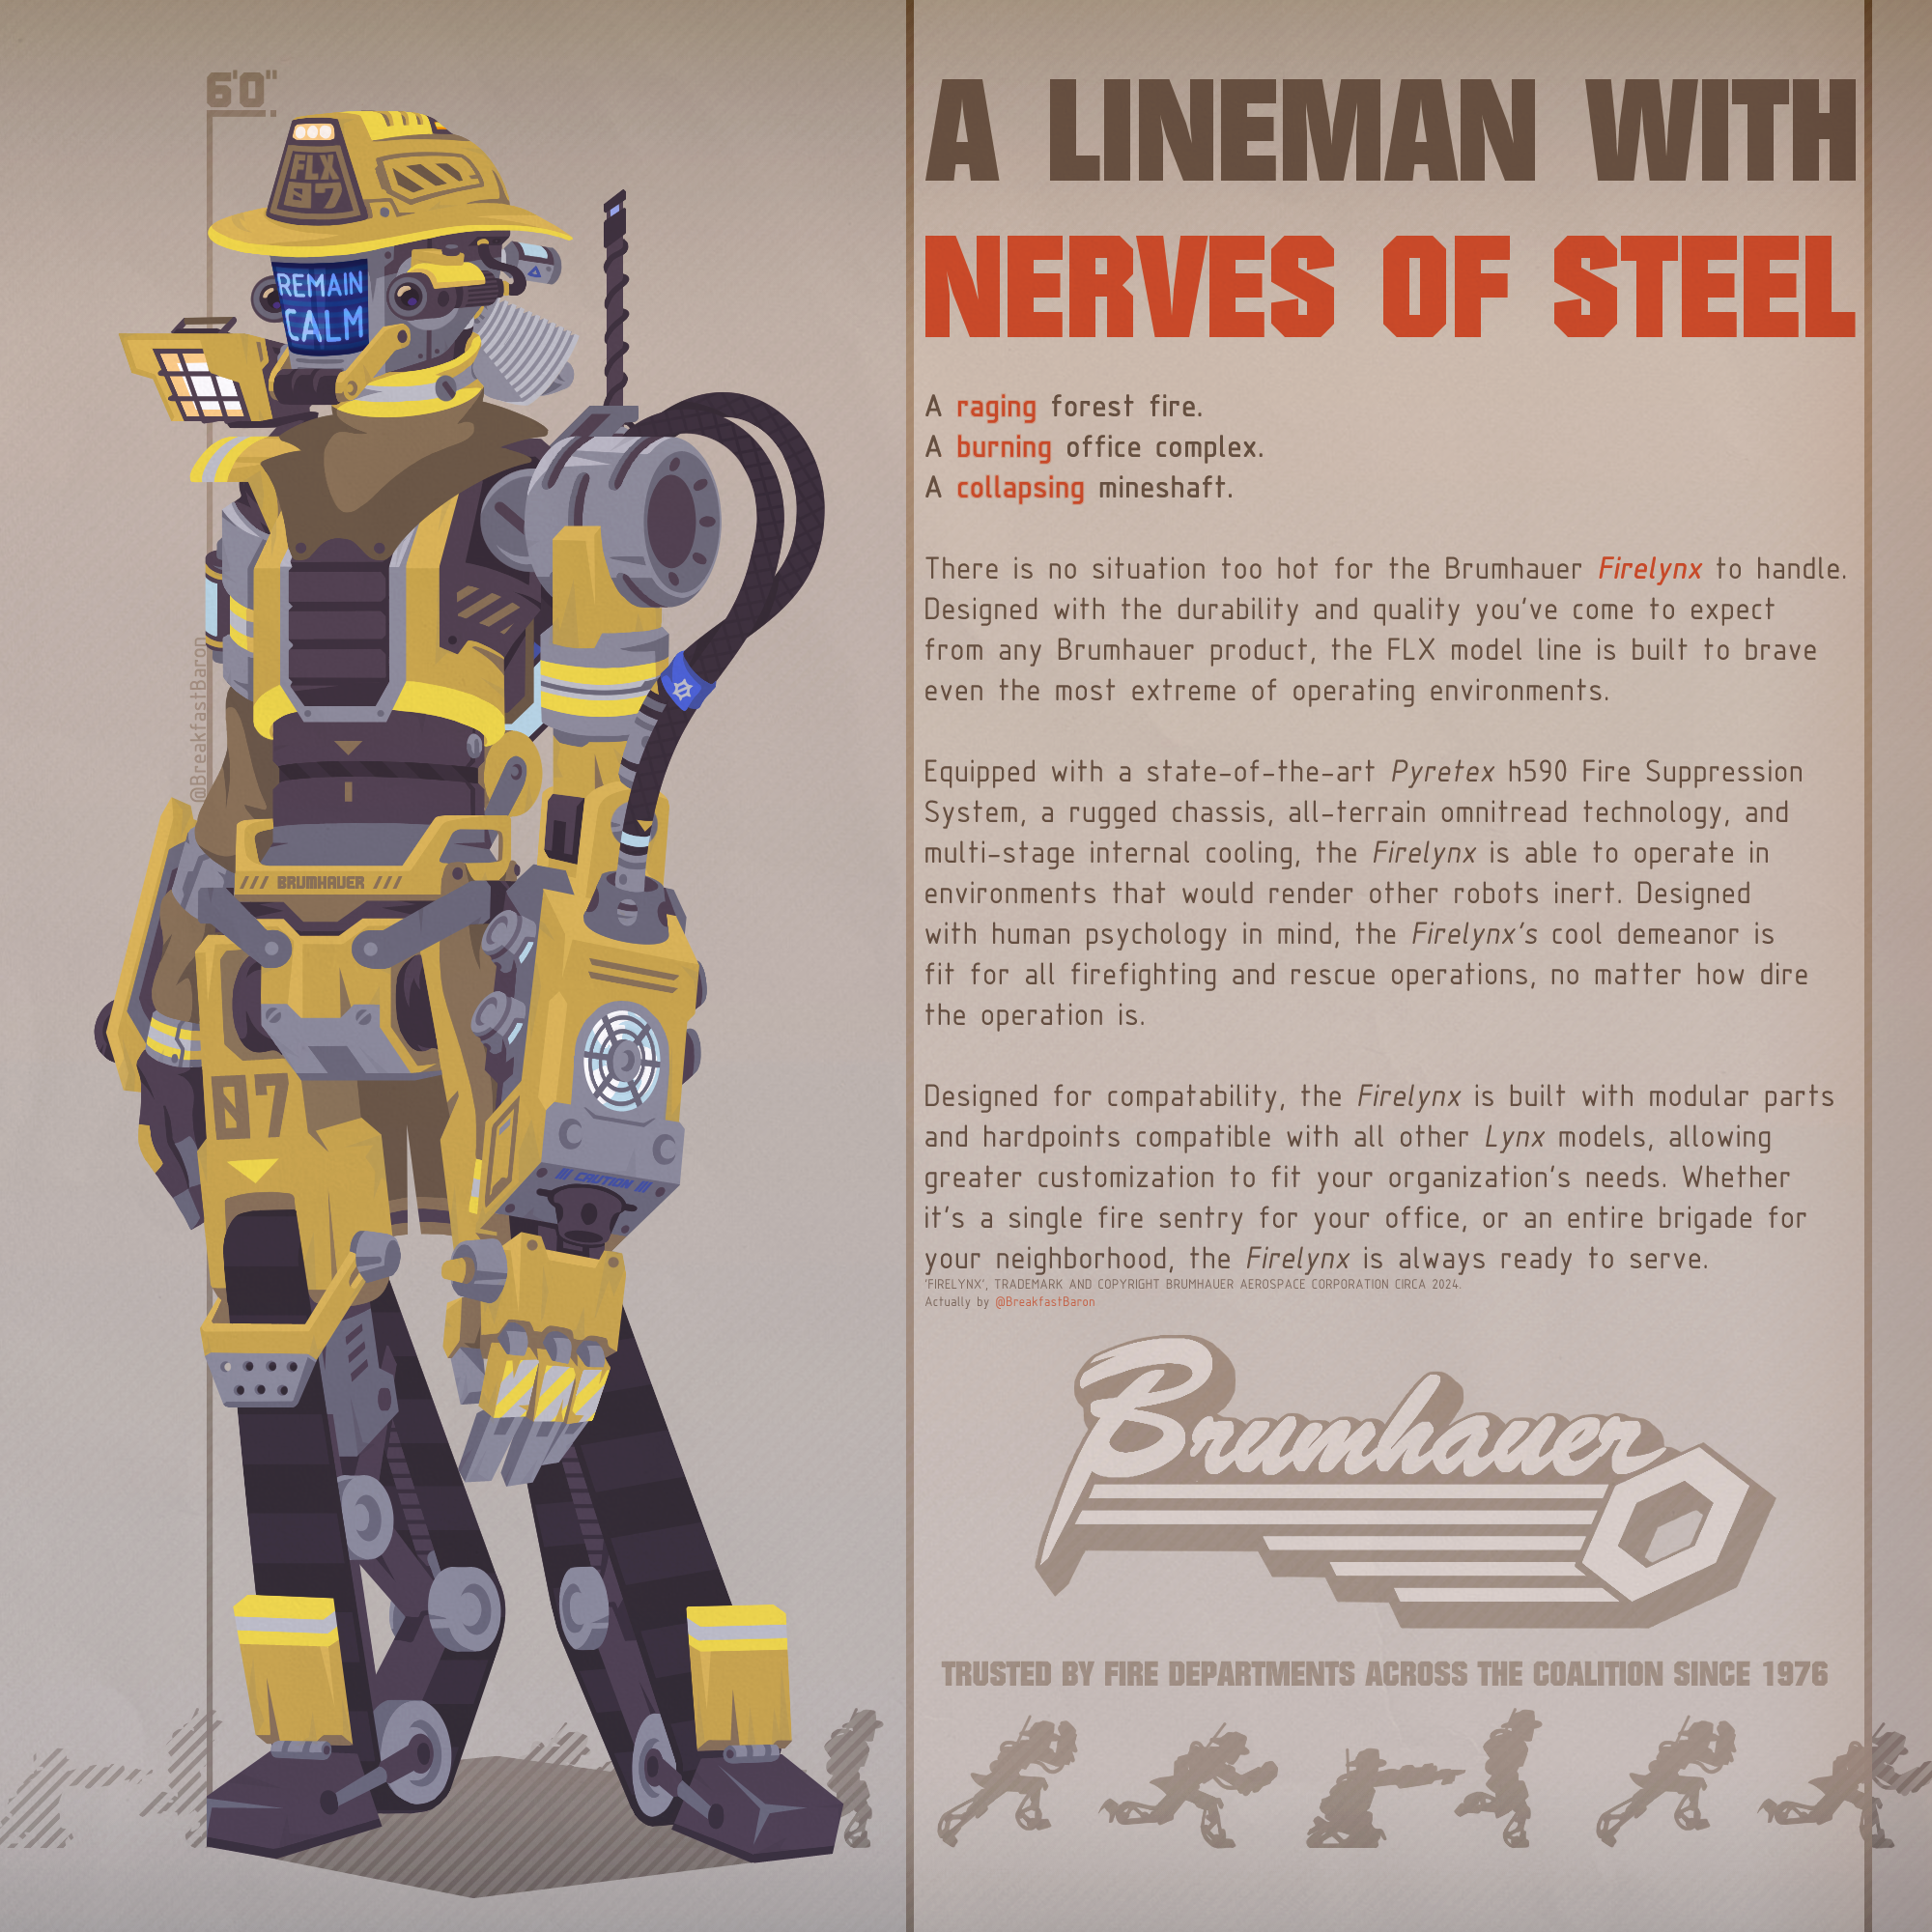 6'0"
FLX
07
REMAIN
CALM
@BreakfastBaron
/// BRUMHAUER ///
07
/// CAUTION ///
A LINEMAN WITH
NERVES OF STEEL
A raging forest fire.
A burning office complex.
A collapsing mineshaft.
There is no situation too hot for the Brumhauer Firelynx to handle.
Designed with the durability and quality you've come to expect
from any Brumhauer product, the FLX model line is built to brave
even the most extreme of operating environments.
Equipped with a state-of-the-art Pyretex h590 Fire Suppression
System, a rugged chassis, all-terrain omnitread technology, and
multi-stage internal cooling, the Firelynx is able to operate in
environments that would render other robots inert. Designed
with human psychology in mind, the Firelynx's cool demeanor is
fit for all firefighting and rescue operations, no matter how dire
the operation is.
Designed for compatability, the Firelynx is built with modular parts
and hardpoints compatible with all other Lynx models, allowing
greater customization to fit your organization's needs. Whether
it's a single fire sentry for your office, or an entire brigade for
your neighborhood, the Firelynx is always ready to serve.
'FIRELYNX', TRADEMARK AND COPYRIGHT BRUMHAUER AEROSPACE CORPORATION CIRCA 2024.
Actually by @BreakfastBaron
Brumhauer
TRUSTED BY FIRE DEPARTMENTS ACROSS THE COALITION SINCE 1976